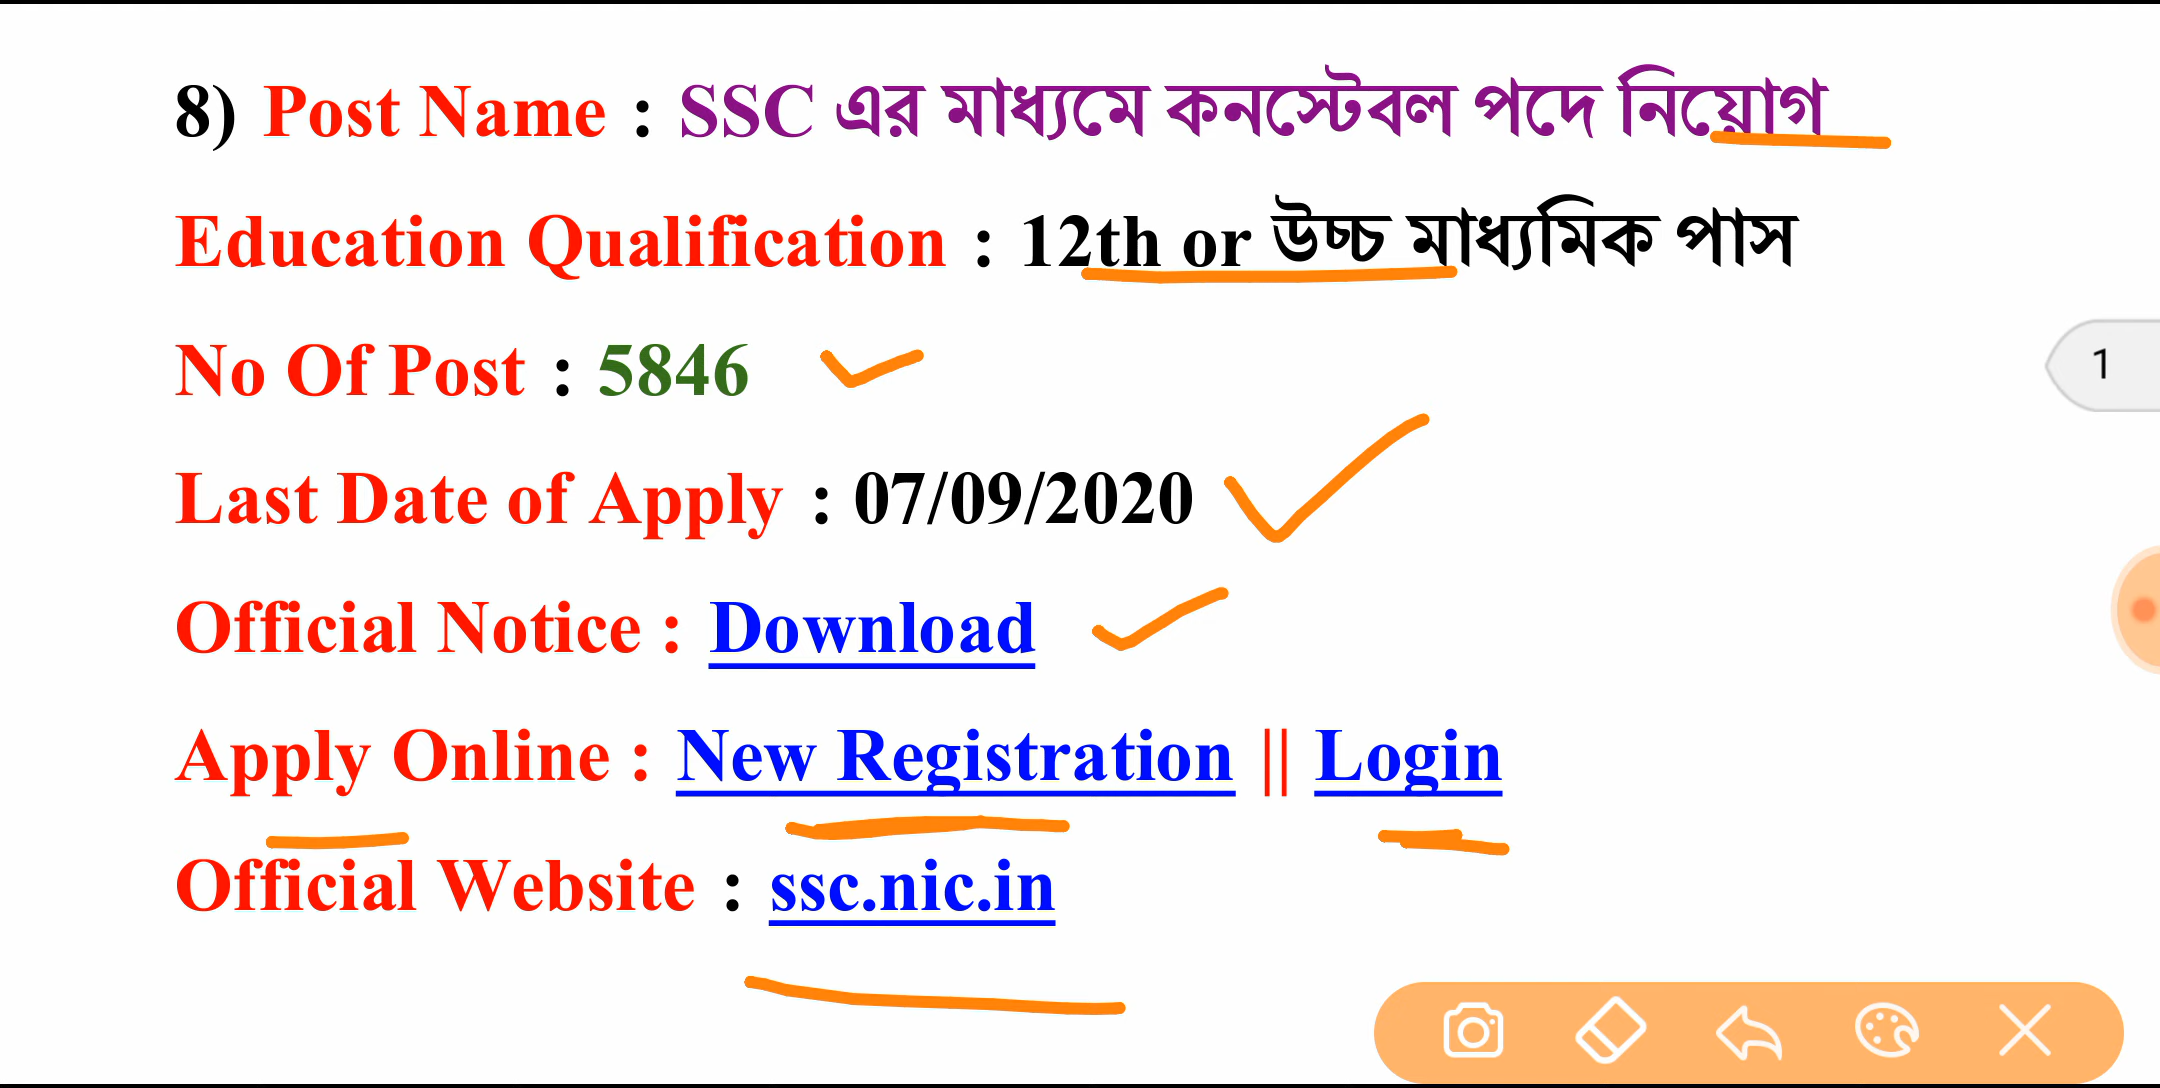 8) Post Name : SSC এর মাধ্যমে কনস্টেবল পদে নিয়োগ
Education Qualification : 12th or উচ্চ মাধ্যমিক পাস
No Of Post : 5846
1
Last Date of Apply : 07/09/2020
Official Notice : Download
Apply Online : New Registration || Login
Official Website : ssc.nic.in